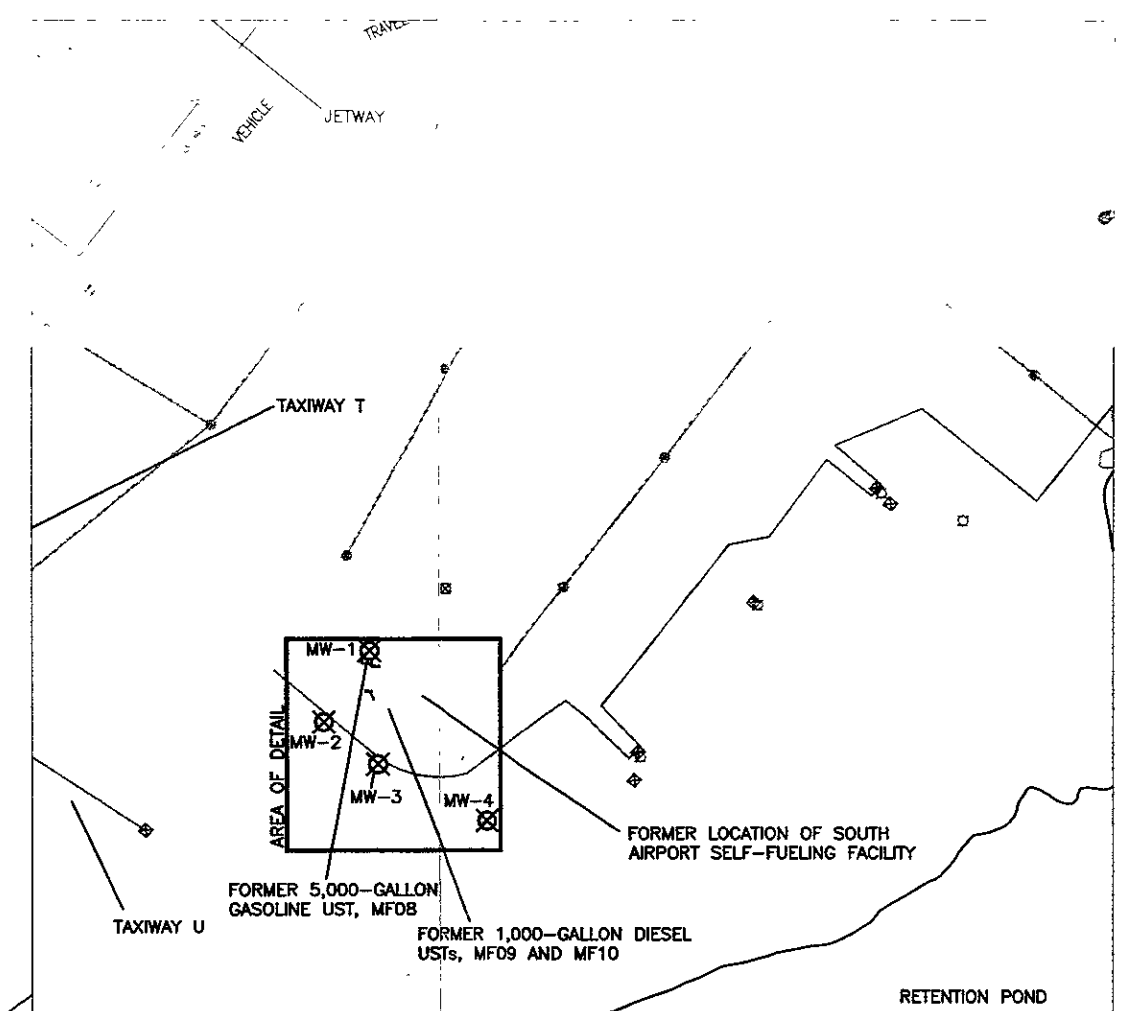 TRAVEL
JETWAY
VEHICLE
TAXIWAY T
MW-1
AREA OF DETAIL
MW-2
MW-3
MW-4
FORMER LOCATION OF SOUTH
AIRPORT SELF-FUELING FACILITY
FORMER 5,000-GALLON
GASOLINE UST, MF08
TAXIWAY U
FORMER 1,000-GALLON DIESEL
USTs, MF09 AND MF10
RETENTION POND